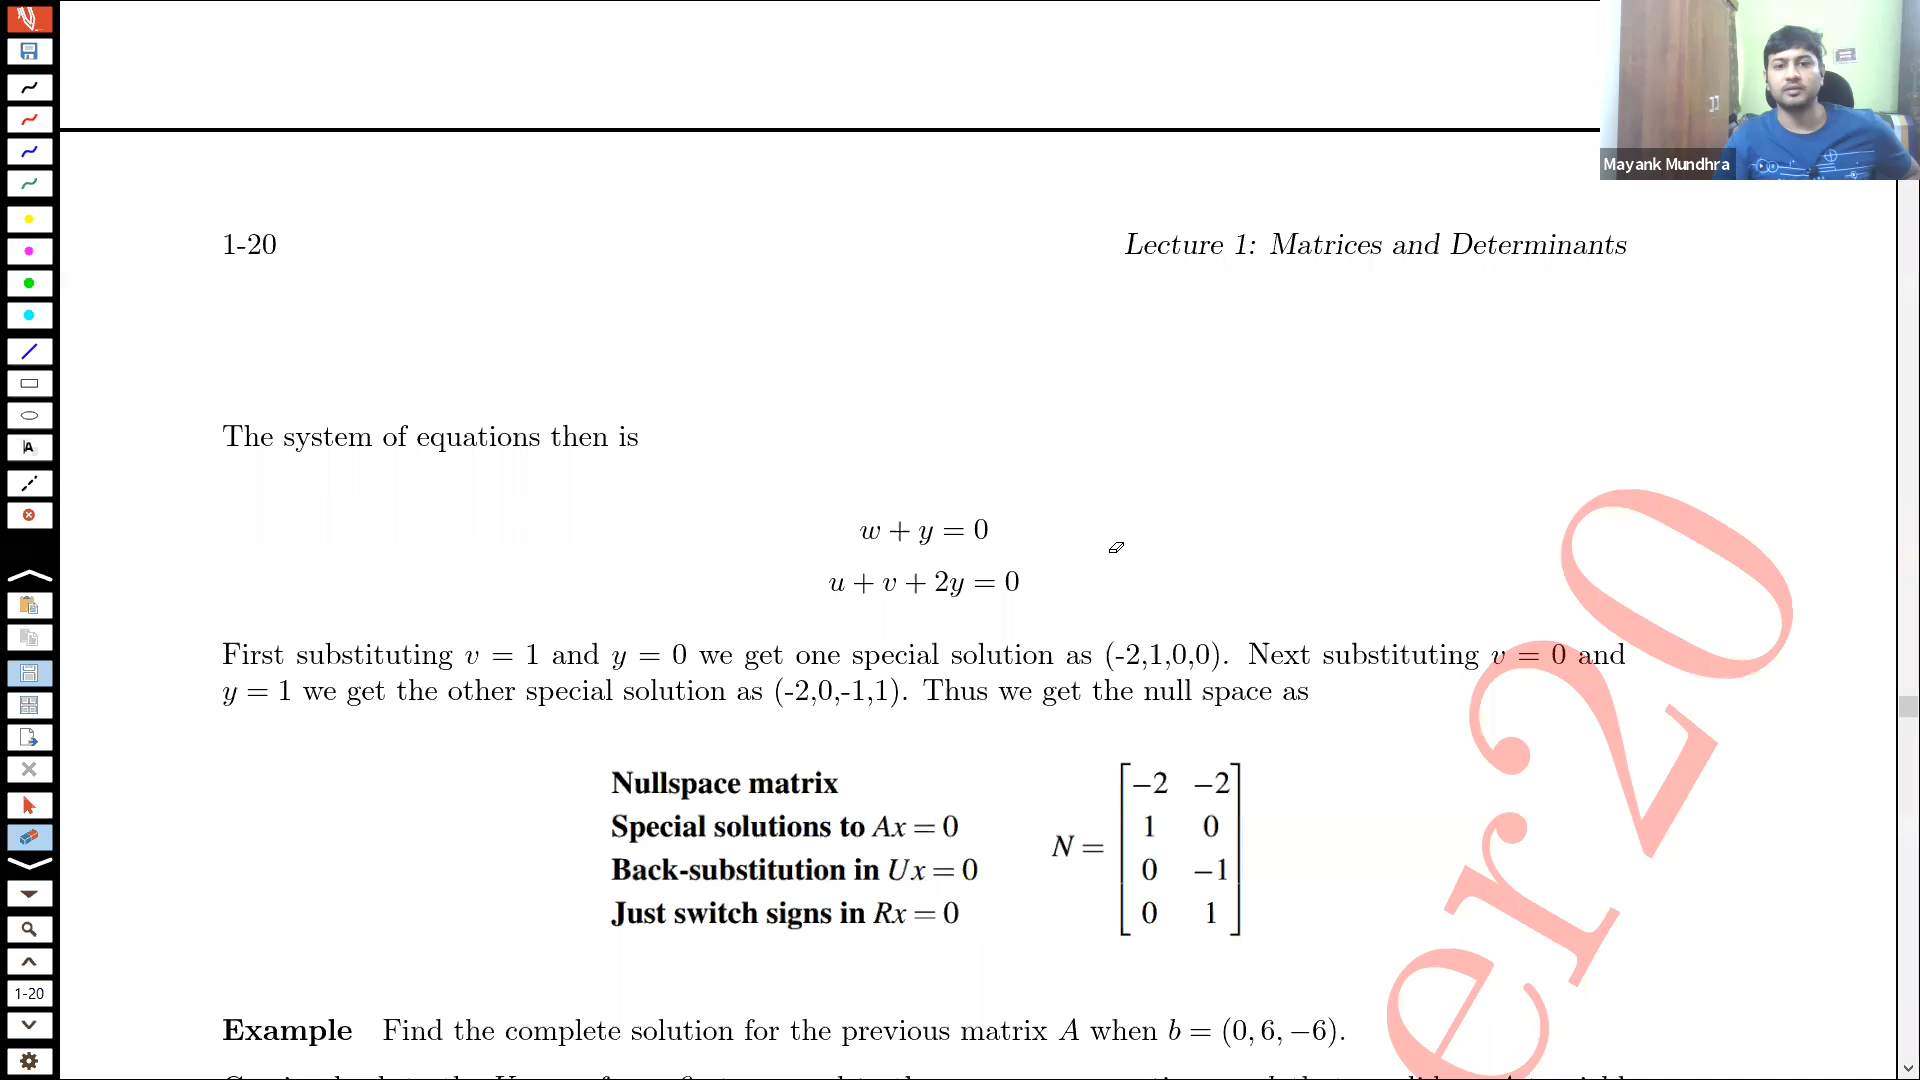 Mayank Mundhra
1-20 Lecture 1: Matrices and Determinants
The system of equations then is
w + y = 0
u + v + 2y = 0
First substituting v = 1 and y = 0 we get one special solution as (-2,1,0,0). Next substituting v = 0 and
y = 1 we get the other special solution as (-2,0,-1,1). Thus we get the null space as
Nullspace matrix
Special solutions to Ax = 0
Back-substitution in Ux = 0
Just switch signs in Rx = 0
N =
−2 −2
1 0
0 −1
0 1
Example Find the complete solution for the previous matrix A when b = (0, 6, −6).
er20
A
1-20